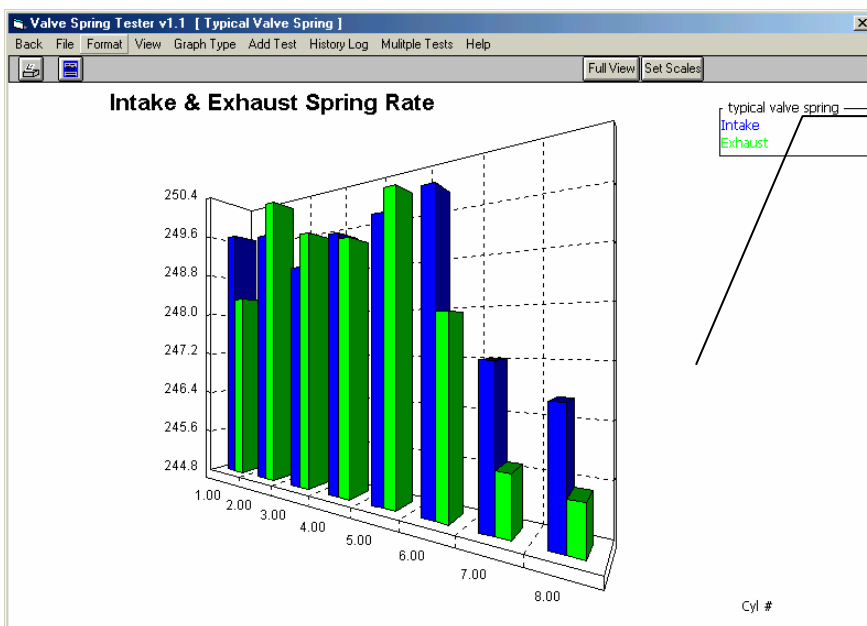 Valve Spring Tester v1.1 [ Typical Valve Spring ]
Back File Format View Graph Type Add Test History Log Mulitple Tests Help
Full View Set Scales
Intake & Exhaust Spring Rate
typical valve spring
Intake
Exhaust
250.4
249.6
248.8
248.0
247.2
246.4
245.6
244.8
1.00
2.00
3.00
4.00
5.00
6.00
7.00
8.00
Cyl #